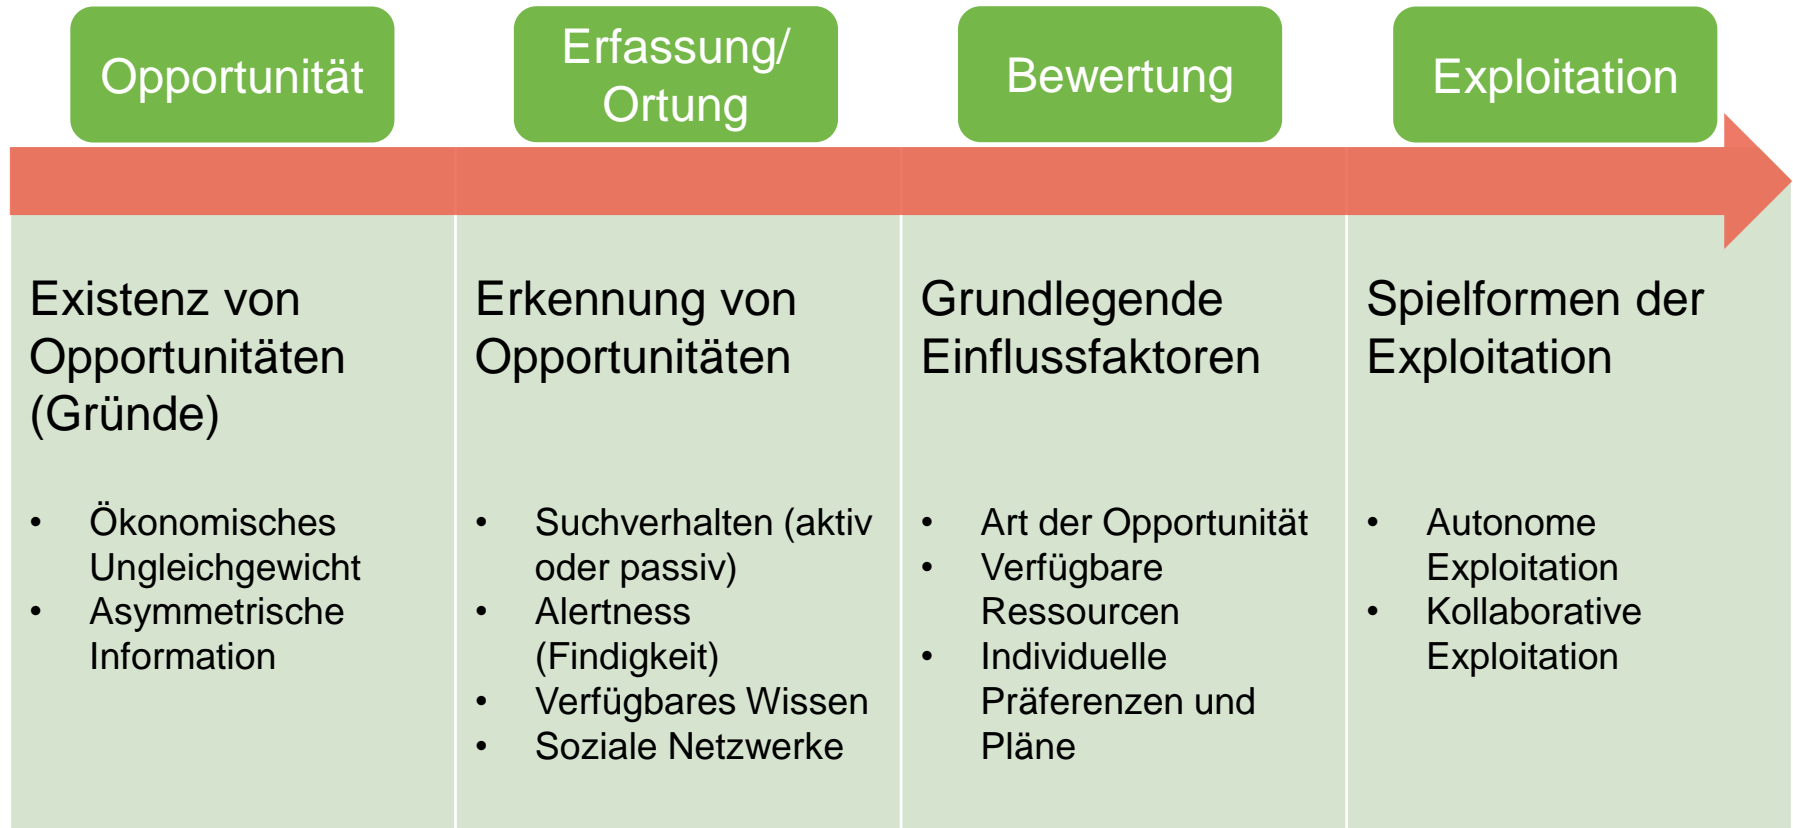 Opportunität
Erfassung/
Ortung
Bewertung
Exploitation
Existenz von
Opportunitäten
(Gründe)
• Ökonomisches
Ungleichgewicht
• Asymmetrische
Information
Erkennung von
Opportunitäten
• Suchverhalten (aktiv
oder passiv)
• Alertness
(Findigkeit)
• Verfügbares Wissen
• Soziale Netzwerke
Grundlegende
Einflussfaktoren
• Art der Opportunität
• Verfügbare
Ressourcen
• Individuelle
Präferenzen und
Pläne
Spielformen der
Exploitation
• Autonome
Exploitation
• Kollaborative
Exploitation